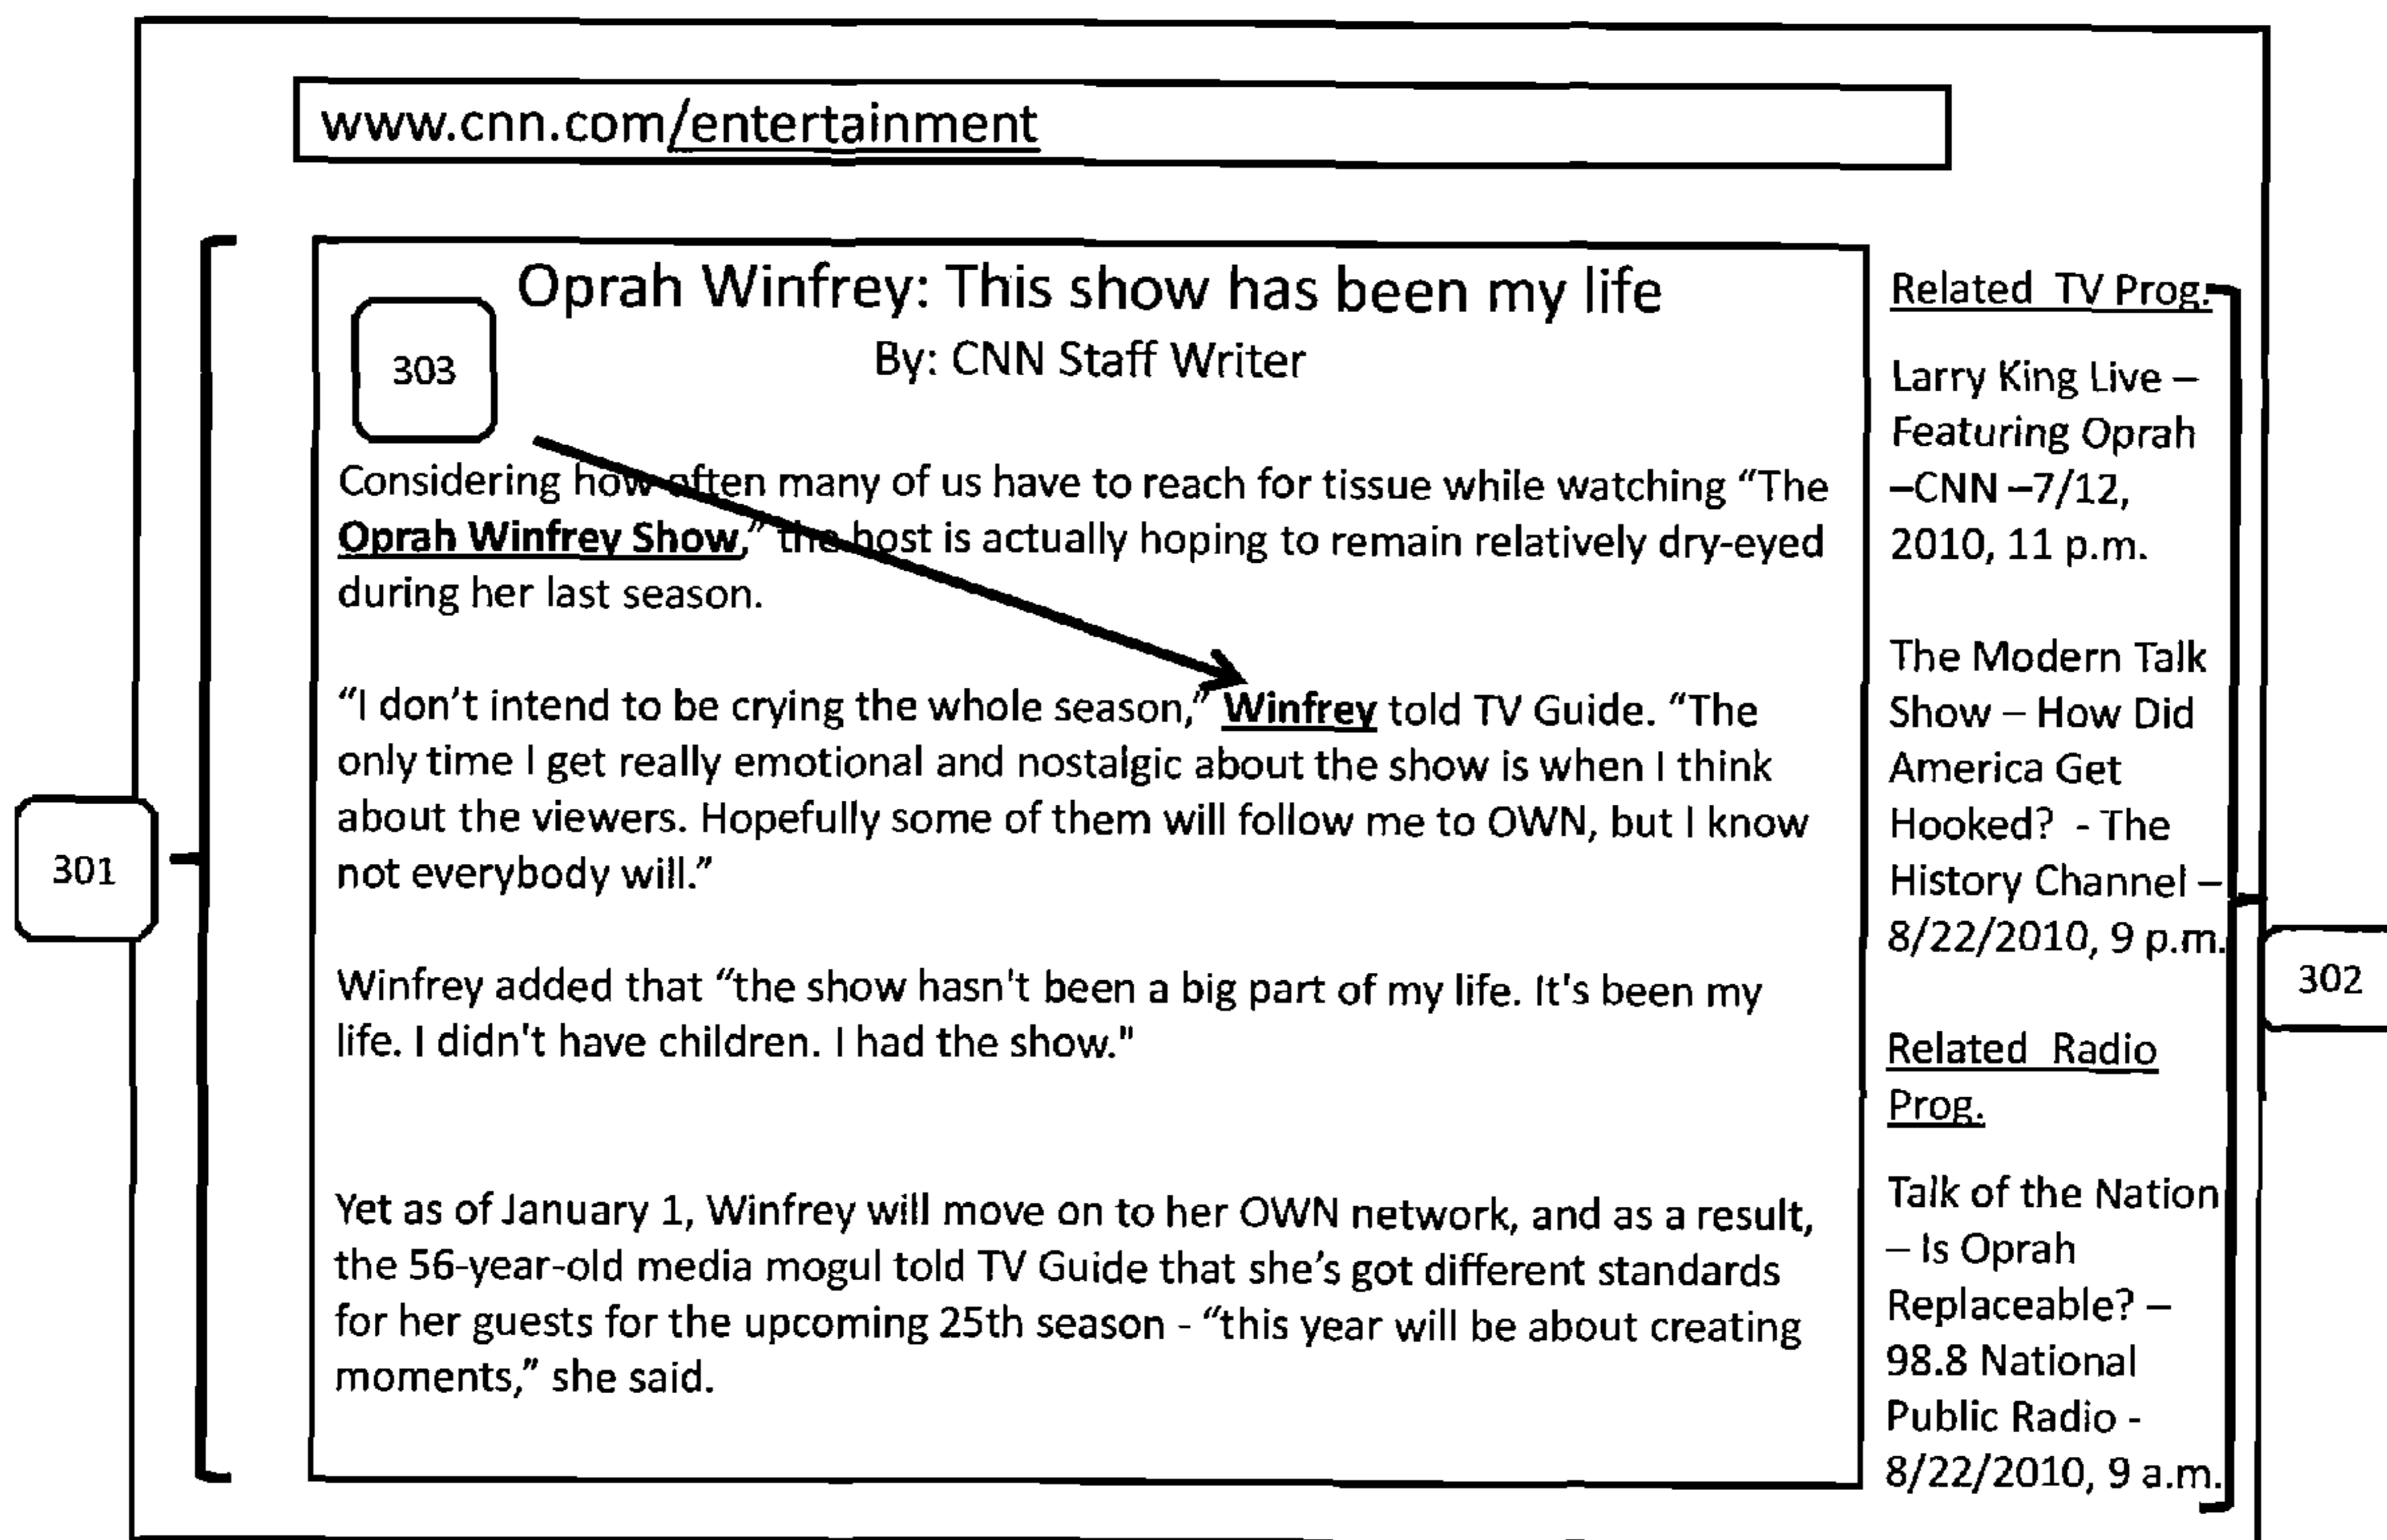 www.cnn.com/entertainment
Oprah Winfrey: This show has been my life
By: CNN Staff Writer
303
Considering how often many of us have to reach for tissue while watching “The
Oprah Winfrey Show,” the host is actually hoping to remain relatively dry-eyed
during her last season.
“I don’t intend to be crying the whole season,” Winfrey told TV Guide. “The
only time I get really emotional and nostalgic about the show is when I think
about the viewers. Hopefully some of them will follow me to OWN, but I know
not everybody will.”
Winfrey added that “the show hasn't been a big part of my life. It's been my
life. I didn't have children. I had the show."
Yet as of January 1, Winfrey will move on to her OWN network, and as a result,
the 56-year-old media mogul told TV Guide that she’s got different standards
for her guests for the upcoming 25th season - “this year will be about creating
moments,” she said.
301
Related TV Prog.
Larry King Live –
Featuring Oprah
–CNN –7/12,
2010, 11 p.m.
The Modern Talk
Show – How Did
America Get
Hooked? - The
History Channel –
8/22/2010, 9 p.m.
Related Radio
Prog.
Talk of the Nation
– Is Oprah
Replaceable? –
98.8 National
Public Radio -
8/22/2010, 9 a.m.
302